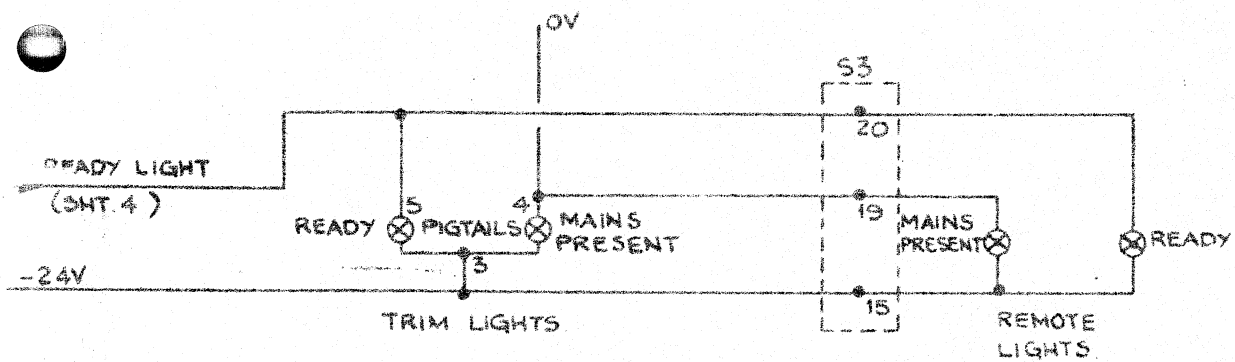 0V
S3
20
READY LIGHT
(SHT. 4)
5
4
19
READY
PIGTAILS
MAINS
PRESENT
MAINS
PRESENT
READY
3
-24V
15
TRIM LIGHTS
REMOTE
LIGHTS